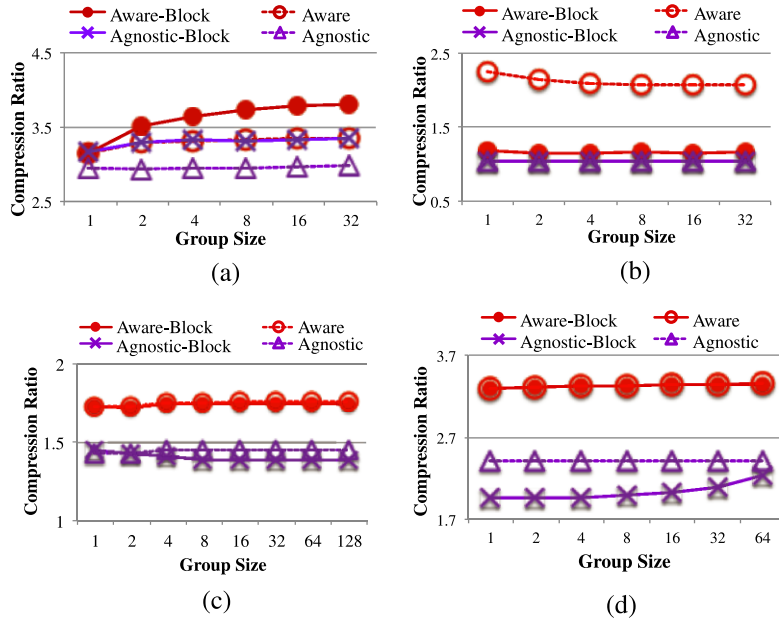 Aware-Block Aware
Agnostic-Block Agnostic
4.5
3.5
2.5
Compression Ratio
1 2 4 8 16 32
Group Size
(a)
Aware-Block Aware
Agnostic-Block Agnostic
2.5
1.5
0.5
Compression Ratio
1 2 4 8 16 32
Group Size
(b)
Aware-Block Aware
Agnostic-Block Agnostic
2
1.5
1
Compression Ratio
1 2 4 8 16 32 64 128
Group Size
(c)
Aware-Block Aware
Agnostic-Block Agnostic
3.7
2.7
1.7
Compression Ratio
1 2 4 8 16 32 64
Group Size
(d)